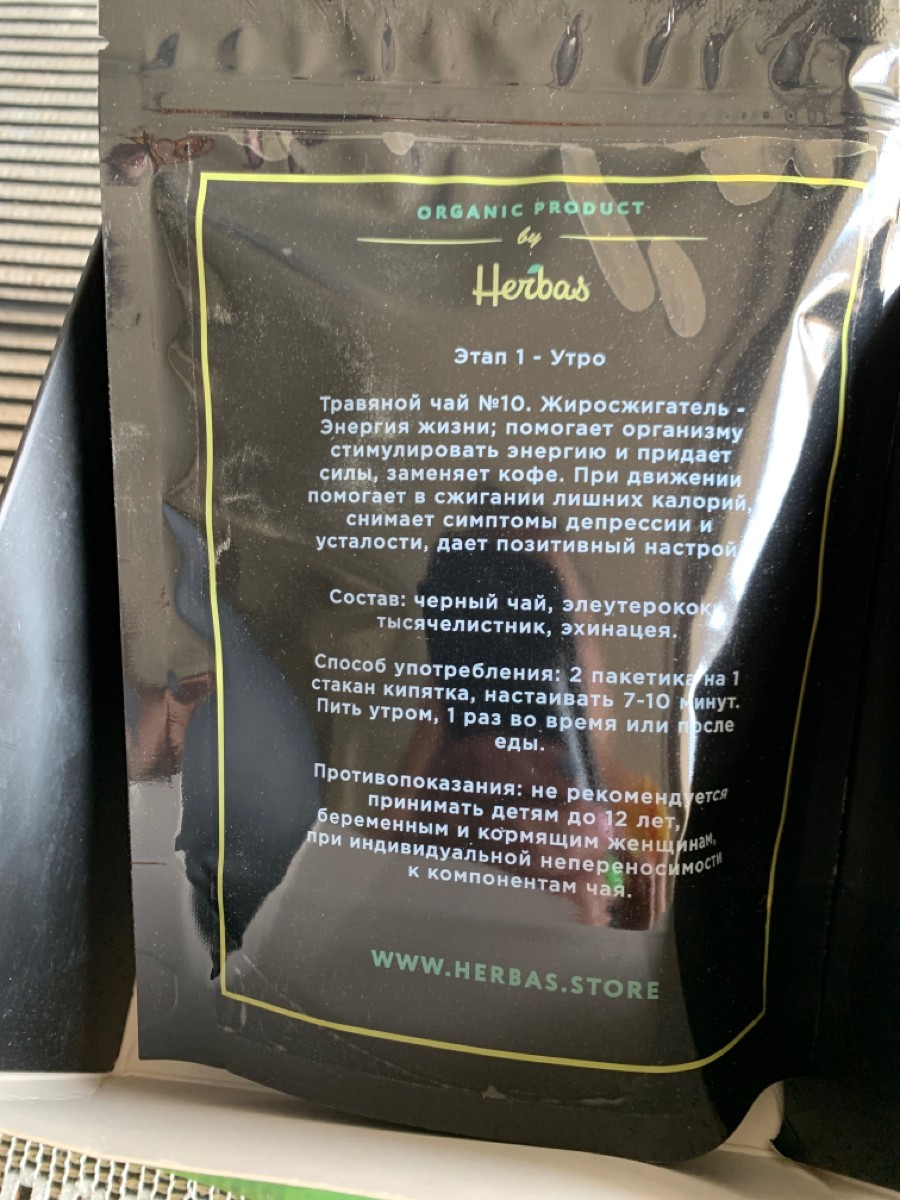 ORGANIC PRODUCT
by
Herbas
Этап 1 - Утро
Травяной чай №10. Жиросжигатель -
Энергия жизни; помогает организму
стимулировать энергию и придает
силы, заменяет кофе. При движении
помогает в сжигании лишних калорий,
снимает симптомы депрессии и
усталости, дает позитивный настрой
Состав: черный чай,
тысячелистник, эхинацея.
Способ употребления: 2 пакетика на 1
стакан кипятка, настаивать 7-10 минут.
Пить утром, 1 раз во время или после
еды.
Противопоказания: не рекомендуется
принимать детям до 12 лет,
беременным и кормящим женщинам,
при индивидуальной непереносимости
к компонентам чая.
WWW.HERBAS.STORE